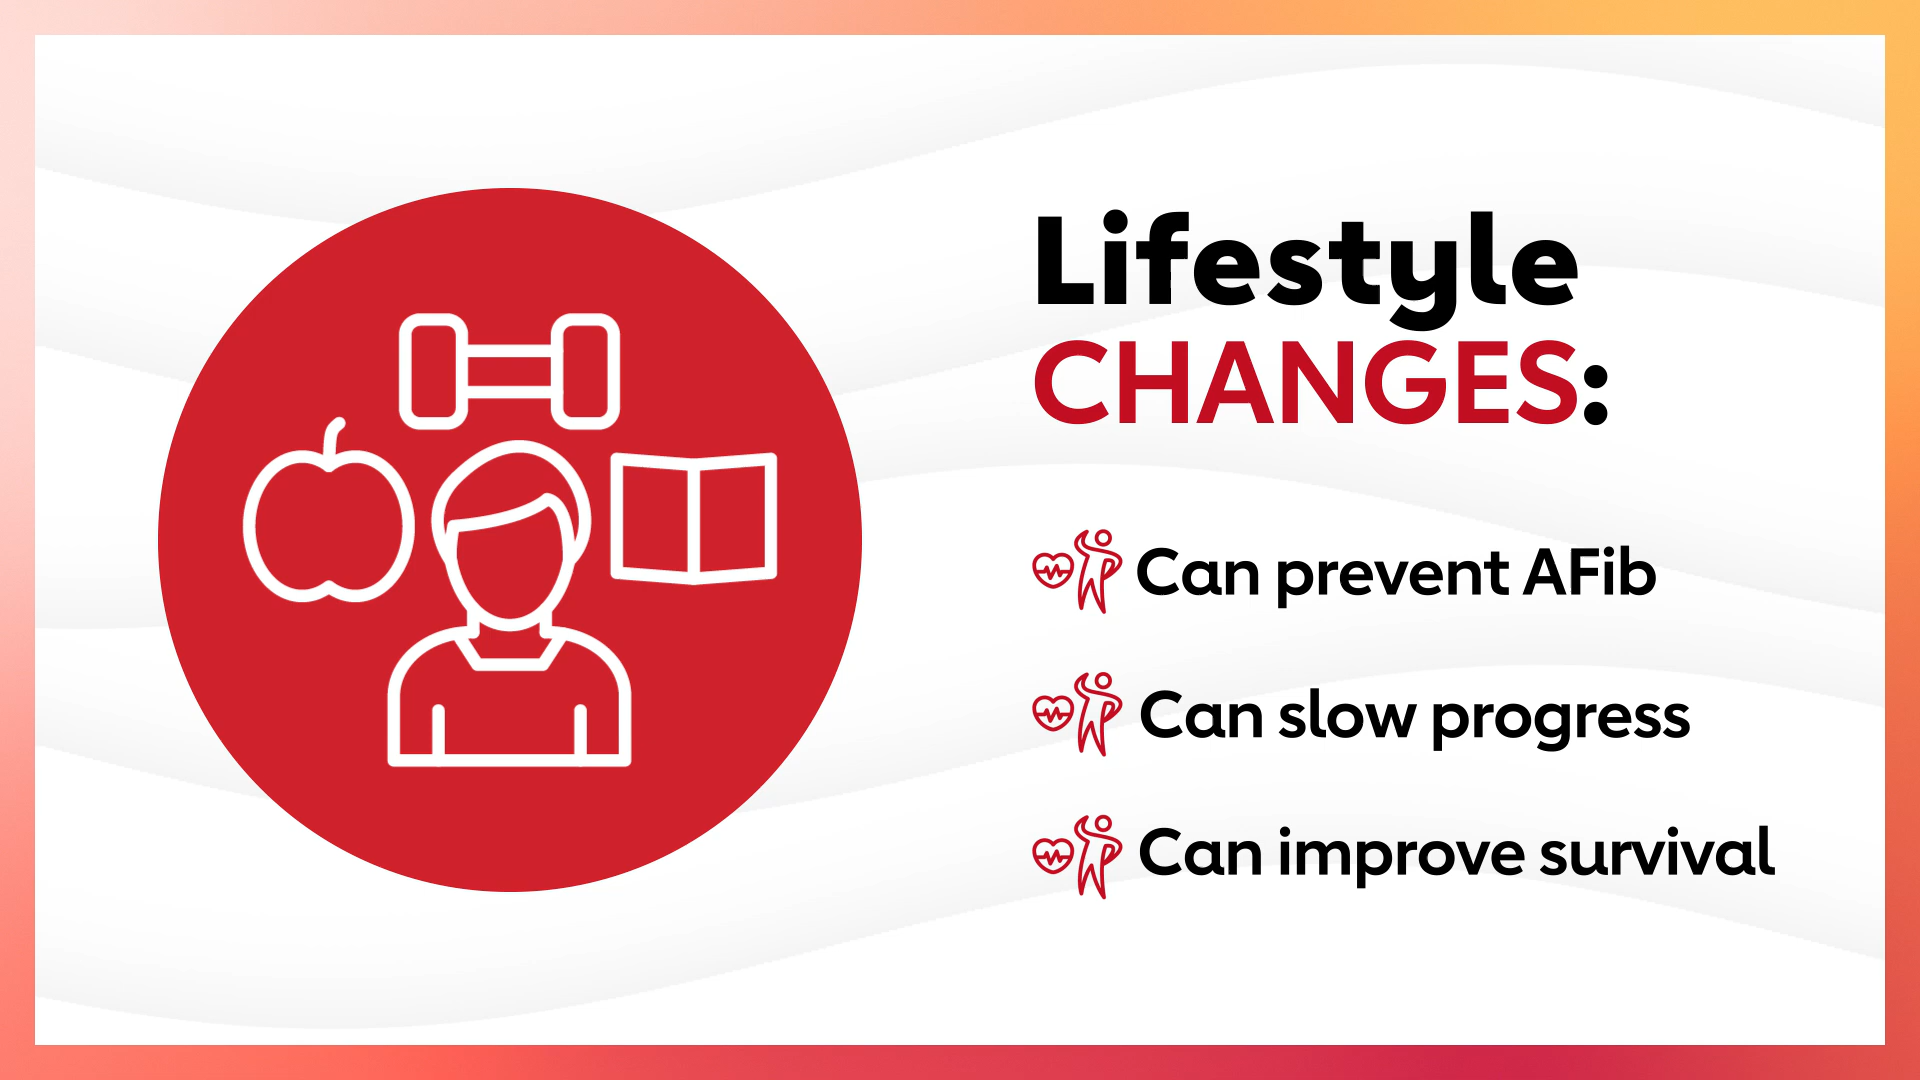 Lifestyle
CHANGES:
Can prevent AFib
Can slow progress
Can improve survival